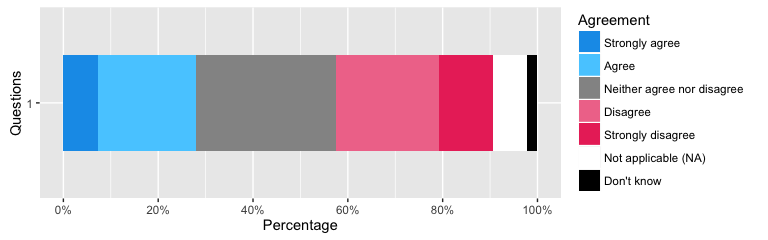 Agreement
Strongly agree
Agree
Neither agree nor disagree
Disagree
Strongly disagree
Not applicable (NA)
Don't know
Questions
1
0% 20% 40% 60% 80% 100%
Percentage